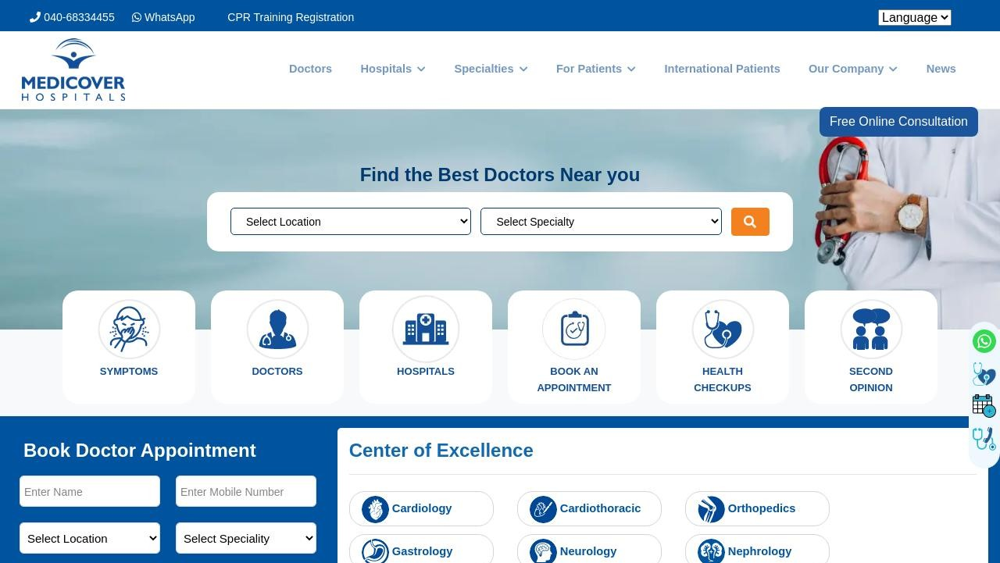 040-68334455 WhatsApp CPR Training Registration Language
MEDICOVER
HOSPITALS
Doctors Hospitals Specialties For Patients International Patients Our Company News
Free Online Consultation
Find the Best Doctors Near you
Select Location Select Specialty
SYMPTOMS DOCTORS HOSPITALS BOOK AN APPOINTMENT HEALTH CHECKUPS SECOND OPINION
Book Doctor Appointment
Enter Name Enter Mobile Number
Select Location Select Speciality
Center of Excellence
Cardiology Cardiothoracic Orthopedics
Gastrology Neurology Nephrology